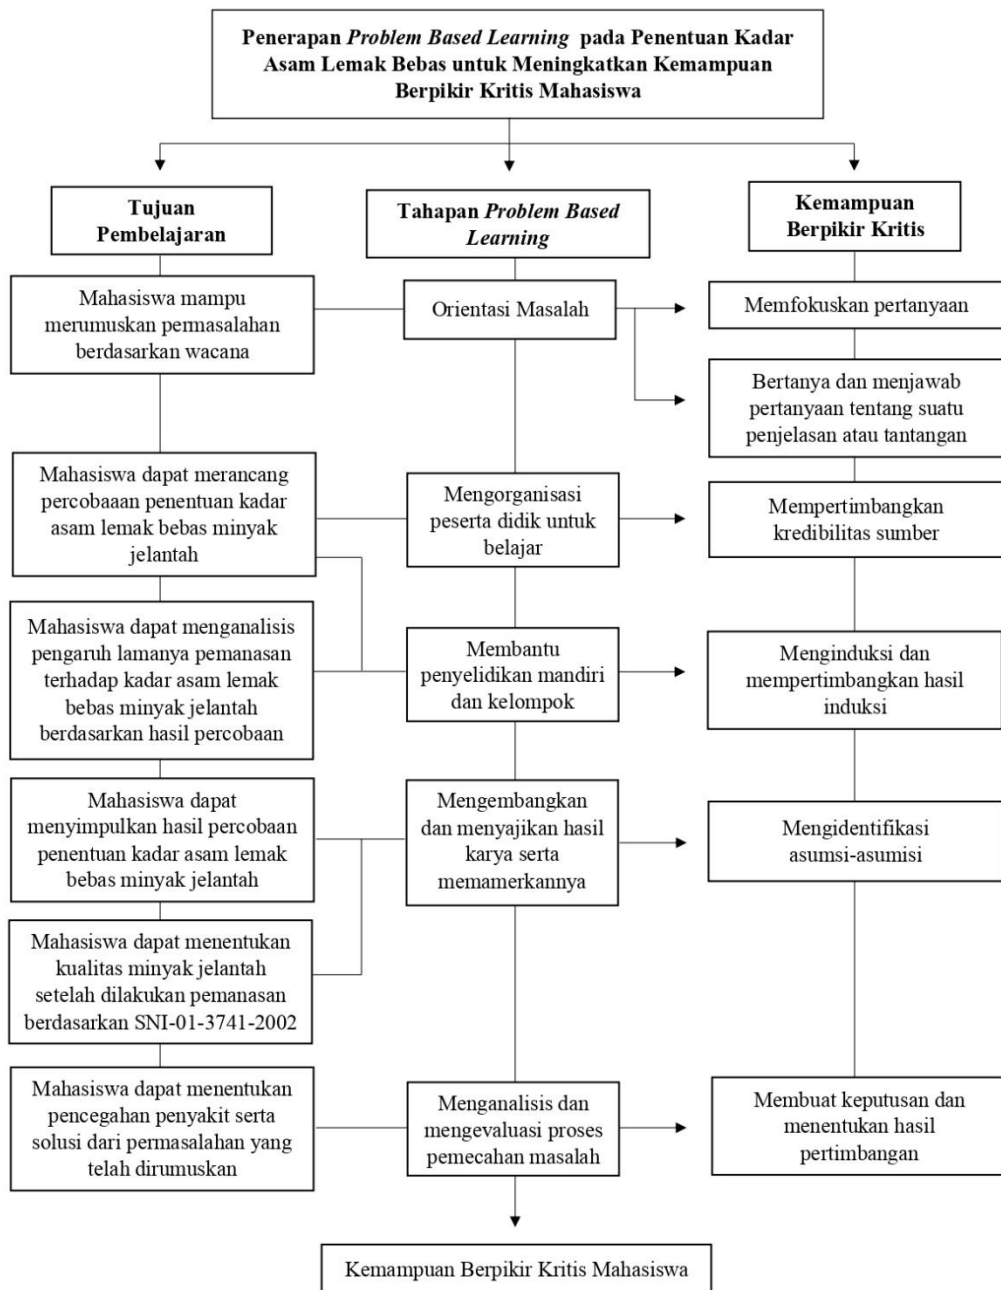 Penerapan Problem Based Learning pada Penentuan Kadar
Asam Lemak Bebas untuk Meningkatkan Kemampuan
Berpikir Kritis Mahasiswa
Tujuan
Pembelajaran
Tahapan Problem Based
Learning
Kemampuan
Berpikir Kritis
Mahasiswa mampu
merumuskan permasalahan
berdasarkan wacana
Orientasi Masalah
Memfokuskan pertanyaan
Bertanya dan menjawab
pertanyaan tentang suatu
penjelasan atau tantangan
Mahasiswa dapat merancang
percobaaan penentuan kadar
asam lemak bebas minyak
jelantah
Mengorganisasi
peserta didik untuk
belajar
Mempertimbangkan
kredibilitas sumber
Mahasiswa dapat menganalisis
pengaruh lamanya pemanasan
terhadap kadar asam lemak
bebas minyak jelantah
berdasarkan hasil percobaan
Membantu
penyelidikan mandiri
dan kelompok
Menginduksi dan
mempertimbangkan hasil
induksi
Mahasiswa dapat
menyimpulkan hasil percobaan
penentuan kadar asam lemak
bebas minyak jelantah
Mengembangkan
dan menyajikan hasil
karya serta
memamerkannya
Mengidentifikasi
asumsi-asumisi
Mahasiswa dapat menentukan
kualitas minyak jelantah
setelah dilakukan pemanasan
berdasarkan SNI-01-3741-2002
Mahasiswa dapat menentukan
pencegahan penyakit serta
solusi dari permasalahan yang
telah dirumuskan
Menganalisis dan
mengevaluasi proses
pemecahan masalah
Membuat keputusan dan
menentukan hasil
pertimbangan
Kemampuan Berpikir Kritis Mahasiswa